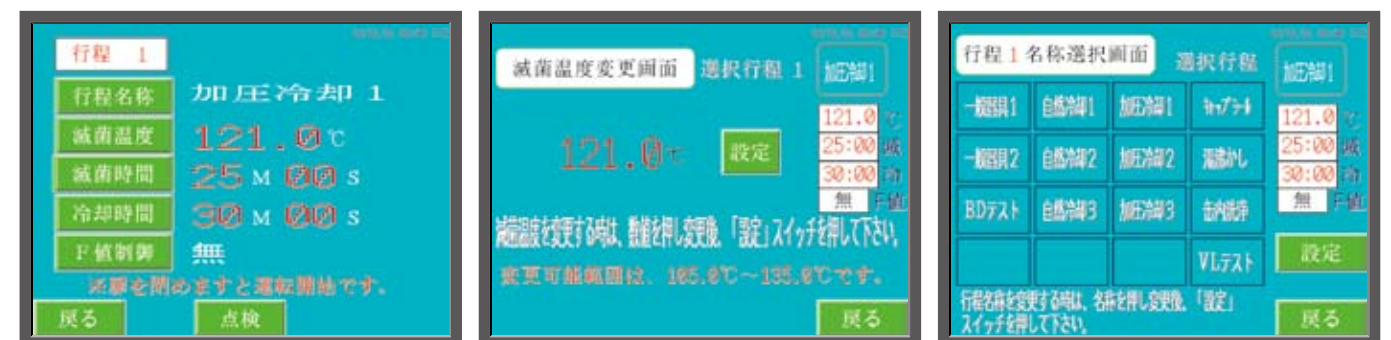 行程 1
行程名称 加圧冷却 1
滅菌温度 121.0℃
滅菌時間 25 M 00 S
冷却時間 30 M 00 S
F値制御 無
※扉を閉めますと運転開始です。
戻る 点検
滅菌温度変更画面 選択行程 1 加圧冷却1
121.0℃ 設定
121.0 ℃
25:00 滅
30:00 冷
無 F値
滅菌温度を変更する時は、数値を押し変更後、「設定」スイッチを押して下さい。
変更可能範囲は、105.0℃～135.0℃です。
戻る
行程1名称選択画面 選択行程 加圧冷却1
一般器具1 自然冷却1 加圧冷却1
一般器具2 自然冷却2 加圧冷却2 湯沸かし
BDテスト 自然冷却3 加圧冷却3 缶内洗浄
VLテスト
121.0 ℃
25:00 滅
30:00 冷
無 F値
設定
行程名称を変更する時は、名称を押し変更後、「設定」
スイッチを押して下さい。
戻る